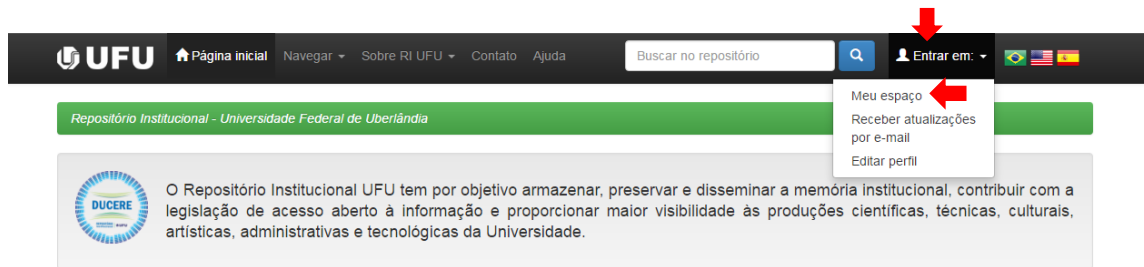 UFU Página inicial Navegar Sobre RI UFU Contato Ajuda Buscar no repositório Entrar em:
Meu espaço
Receber atualizações
por e-mail
Editar perfil
Repositório Institucional - Universidade Federal de Uberlândia
DUCERE
O Repositório Institucional UFU tem por objetivo armazenar, preservar e disseminar a memória institucional, contribuir com a
legislação de acesso aberto à informação e proporcionar maior visibilidade às produções científicas, técnicas, culturais,
artísticas, administrativas e tecnológicas da Universidade.